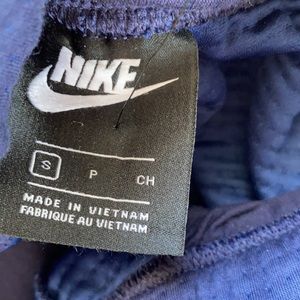 NIKE
S P CH
MADE IN VIETNAM
FABRIQUE AU VIETNAM